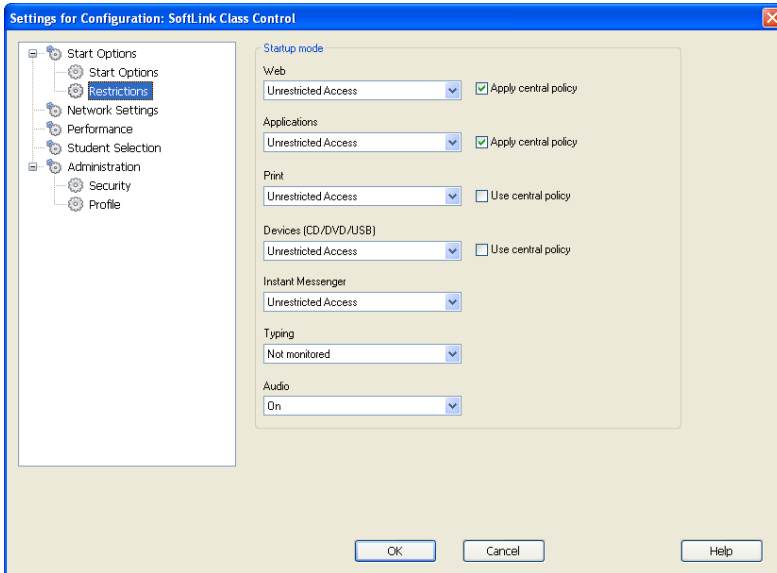 Settings for Configuration: SoftLink Class Control
Start Options
Start Options
Restrictions
Network Settings
Performance
Student Selection
Administration
Security
Profile
Startup mode
Web
Unrestricted Access
Apply central policy
Applications
Unrestricted Access
Apply central policy
Print
Unrestricted Access
Use central policy
Devices (CD/DVD/USB)
Unrestricted Access
Use central policy
Instant Messenger
Unrestricted Access
Typing
Not monitored
Audio
On
OK
Cancel
Help